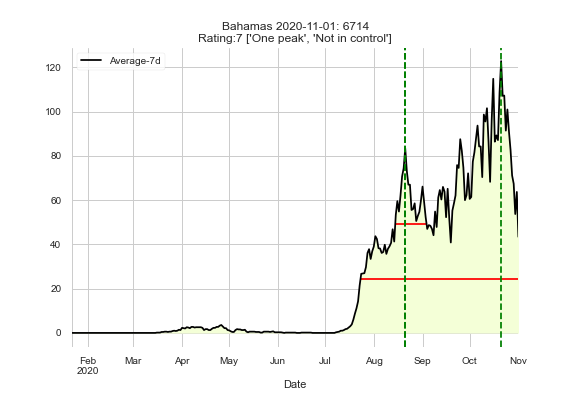 Bahamas 2020-11-01: 6714
Rating:7 ['One peak', 'Not in control']
Average-7d
120
100
80
60
40
20
0
Feb Mar Apr May Jun Jul Aug Sep Oct Nov
2020
Date